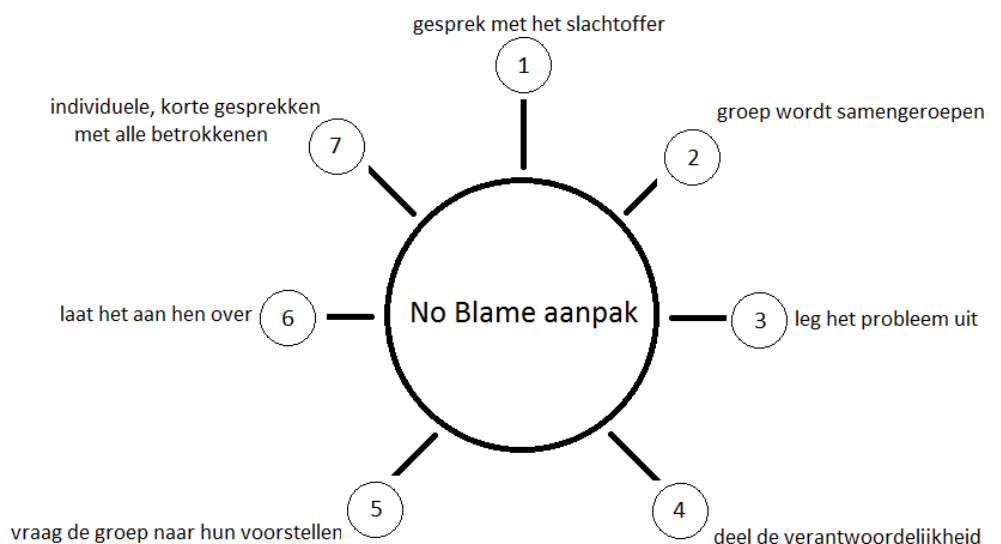 gesprek met het slachtoffer
1
groep wordt samengeroepen
2
leg het probleem uit
3
deel de verantwoordelijkheid
4
vraag de groep naar hun voorstellen
5
laat het aan hen over
6
individuele, korte gesprekken
met alle betrokkenen
7
No Blame aanpak